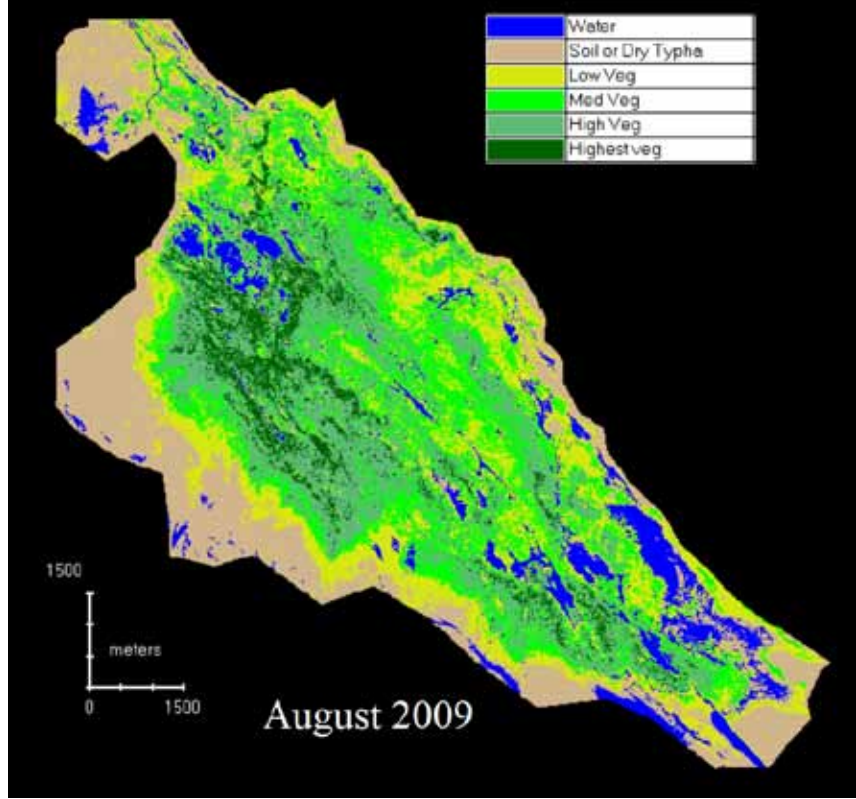 Water
Soil or Dry Typha
Low Veg
Med Veg
High Veg
Highest veg
1500
meters
0 1500
August 2009